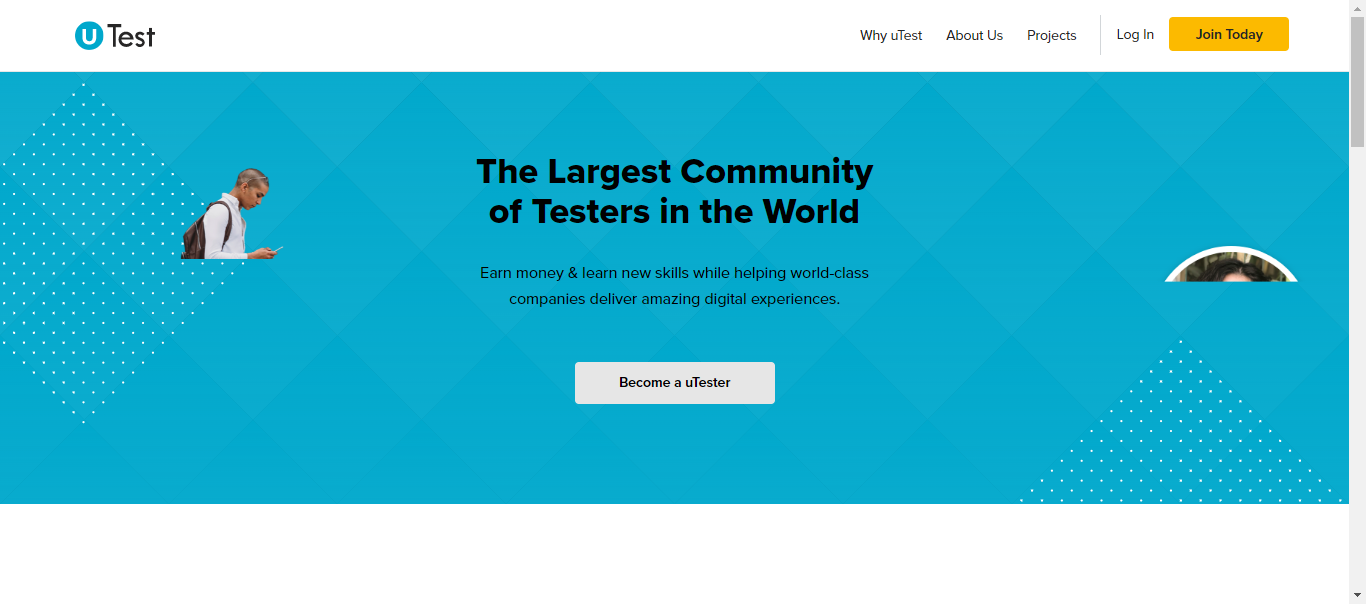 uTest
Why uTest
About Us
Projects
Log In
Join Today
The Largest Community
of Testers in the World
Earn money & learn new skills while helping world-class
companies deliver amazing digital experiences.
Become a uTester